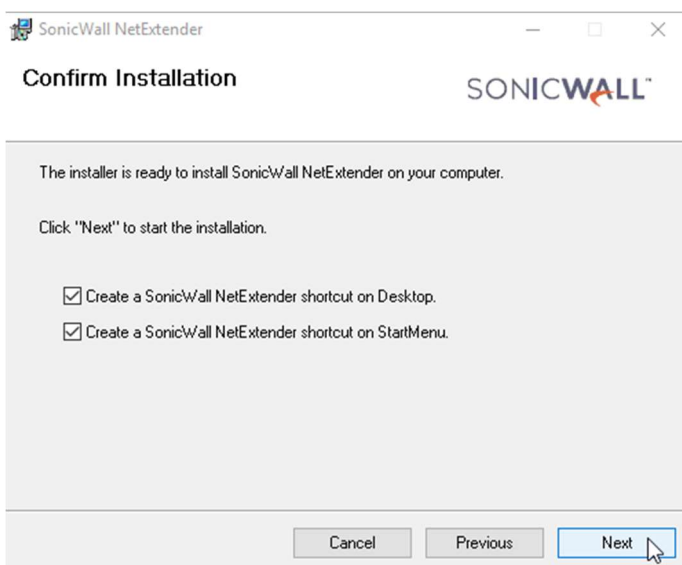 SonicWall NetExtender
Confirm Installation
SONICWALL™
The installer is ready to install SonicWall NetExtender on your computer.
Click "Next" to start the installation.
Create a SonicWall NetExtender shortcut on Desktop.
Create a SonicWall NetExtender shortcut on StartMenu.
Cancel Previous Next